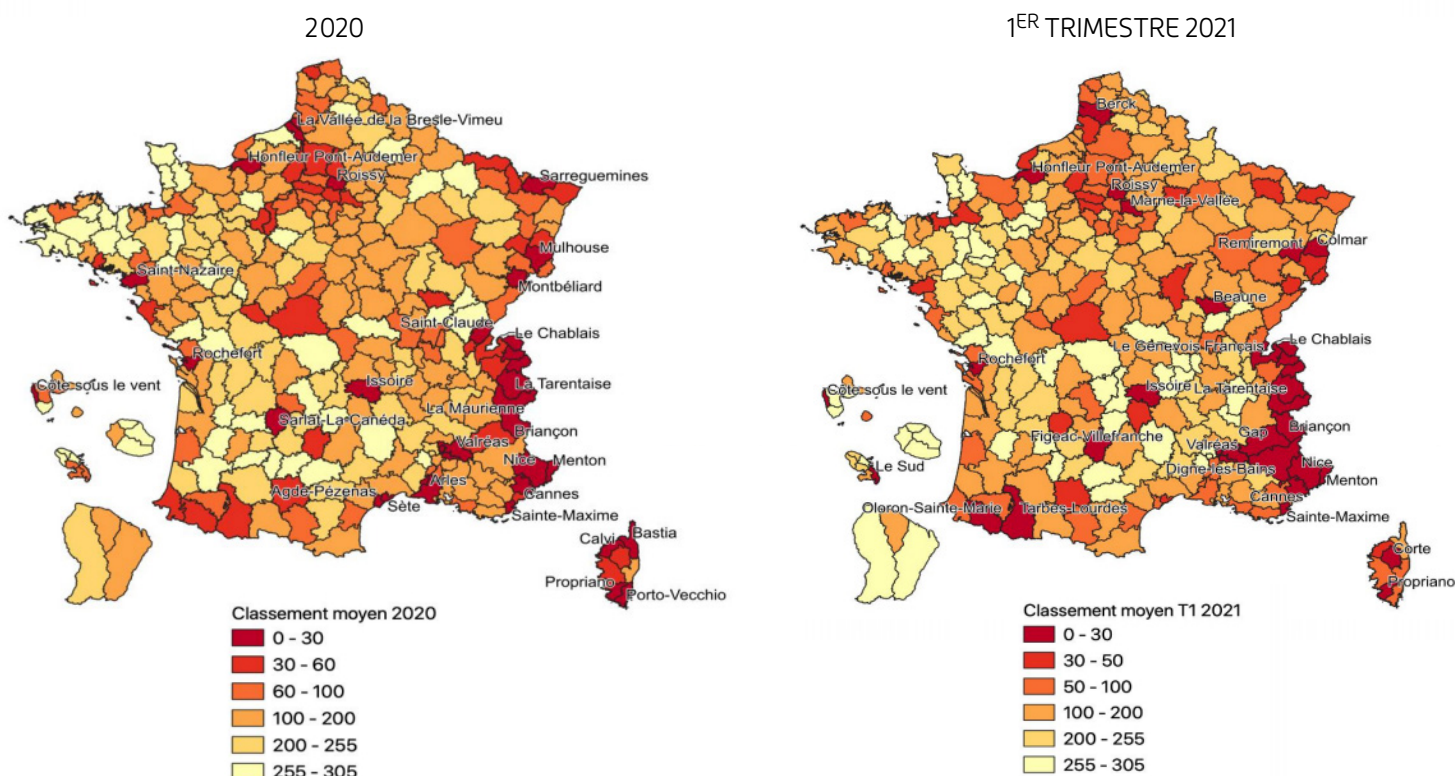 2020
La Vallée de la Bresle-Vimeu
Honfleur Pont-Audemer
Roissy
Sarreguemines
Mulhouse
Saint-Nazaire
Montbéliard
Saint-Claude
Le Chablais
Rochefort
Côte sous le vent
Issoire
La Tarentaise
La Maurienne
Sarlat-La-Canéda
Briançon
Valréas
Nice
Menton
Arles
Agde-Pézenas
Cannes
Sète
Sainte-Maxime
Bastia
Calvi
Propriano
Porto-Vecchio
Classement moyen 2020
0 - 30
30 - 60
60 - 100
100 - 200
200 - 255
255 - 305
1ER TRIMESTRE 2021
Berck
Honfleur Pont-Audemer
Roissy
Marne-la-Vallée
Remiremont
Colmar
Beaune
Le Chablais
Le Genevois Français
Rochefort
Côte sous le vent
Issoire
La Tarentaise
Briançon
Gap
Figeac-Villefranche
Valréas
Nice
Le Sud
Digne-les-Bains
Menton
Cannes
Oloron-Sainte-Marie
Tarbes-Lourdes
Sainte-Maxime
Corte
Propriano
Classement moyen T1 2021
0 - 30
30 - 50
50 - 100
100 - 200
200 - 255
255 - 305